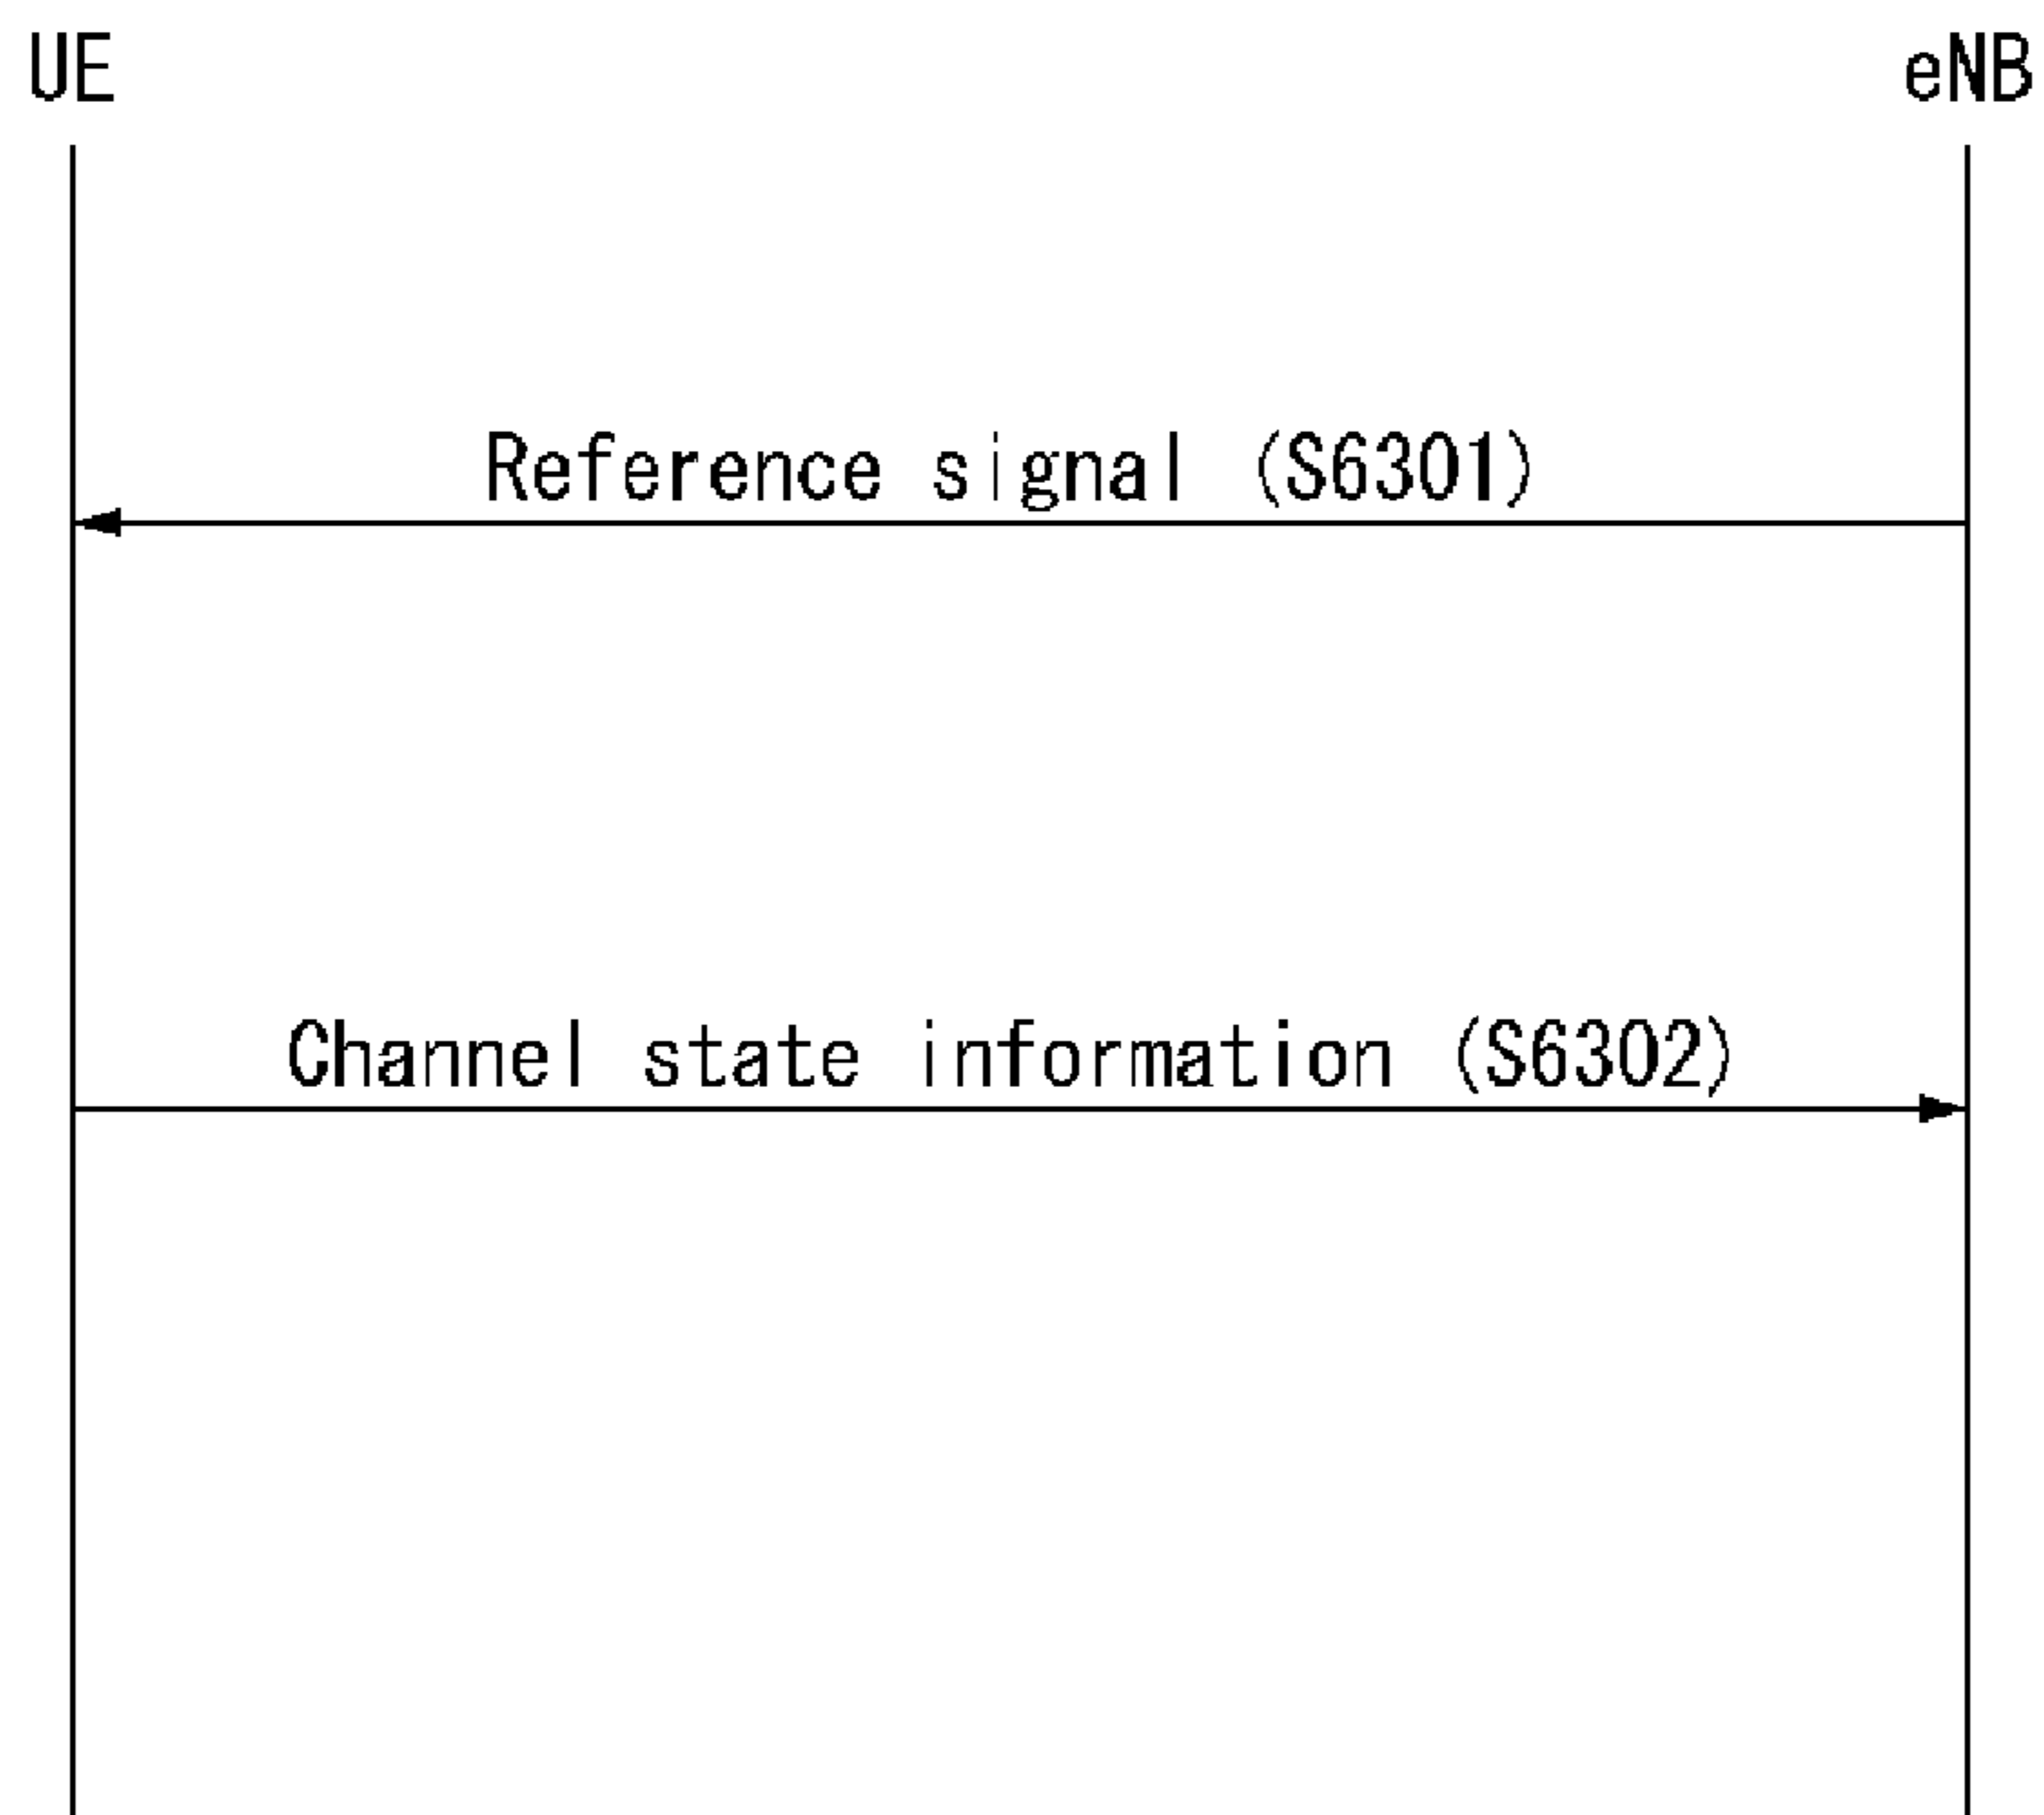 UE
eNB
Reference signal (S6301)
Channel state information (S6302)